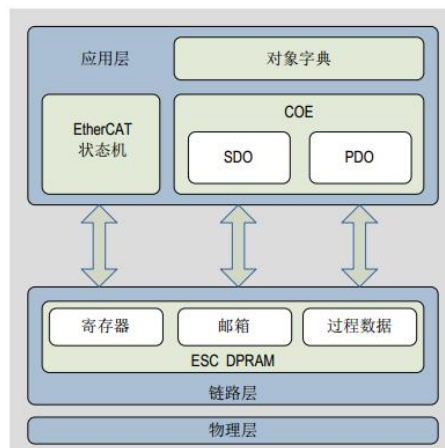 应用层
对象字典
EtherCAT
状态机
COE
SDO
PDO
寄存器
邮箱
过程数据
ESC DPRAM
链路层
物理层